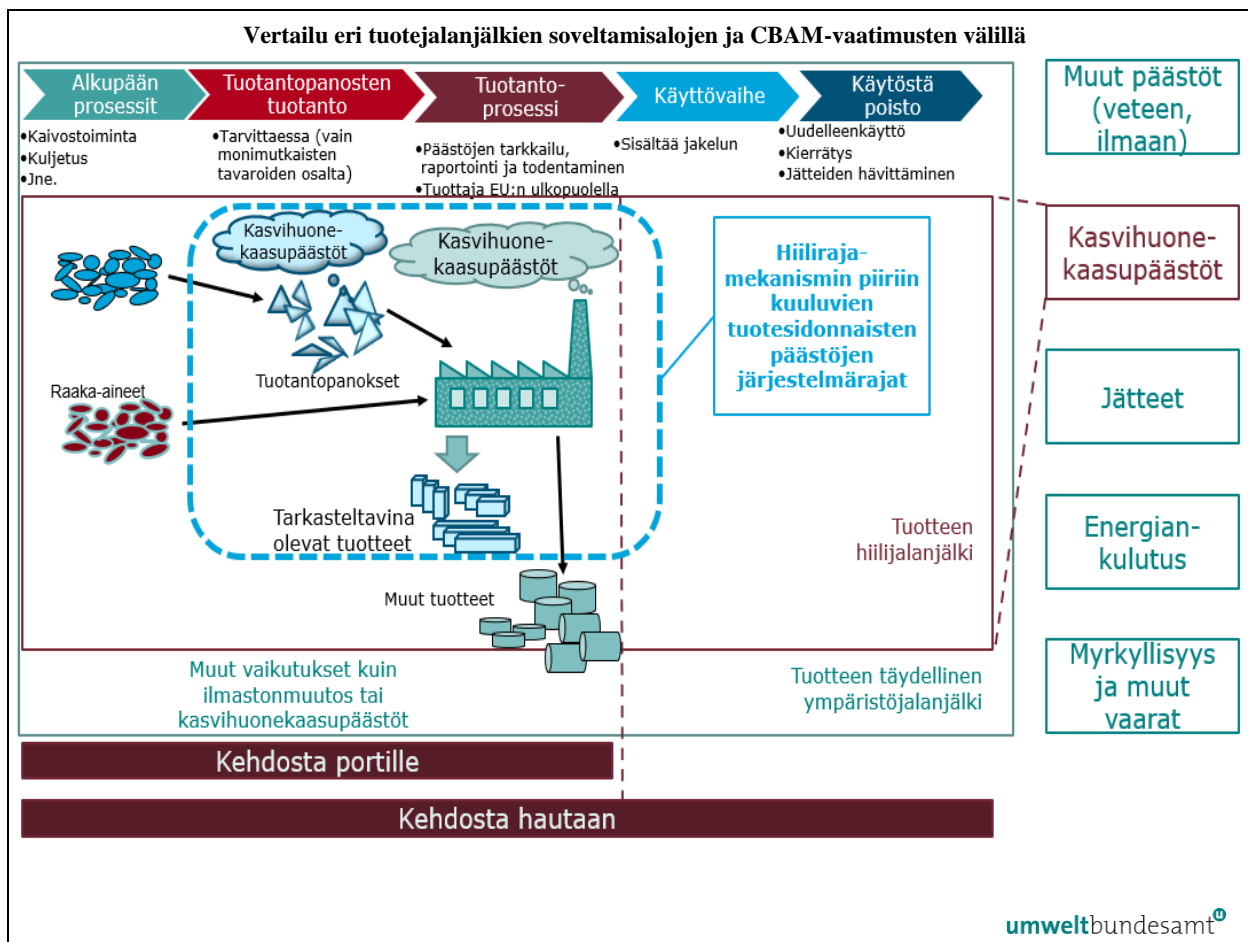 Vertailu eri tuotejalanjälkien soveltamisalojen ja CBAM-vaatimusten välillä
Alkupään
prosessit
Tuotantopanosten
tuotanto
Tuotanto-
prosessi
Käyttövaihe
Käytöstä
poisto
•Kaivostoiminta
•Kuljetus
•Jne.
•Tarvittaessa (vain
monimutkaisten
tavaroiden osalta)
•Päästöjen tarkkailu,
raportointi ja todentaminen
•Tuottaja EU:n ulkopuolella
•Sisältää jakelun
•Uudelleenkäyttö
•Kierrätys
•Jätteiden hävittäminen
Muut päästöt
(veteen,
ilmaan)
Kasvihuone-
kaasupäästöt
Kasvihuone-
kaasupäästöt
Hiiliraja-
mekanismin piiriin
kuuluvien
tuotesidonnaisten
päästöjen
järjestelmärajat
Kasvihuone-
kaasupäästöt
Tuotantopanokset
Raaka-aineet
Jätteet
Tarkasteltavina
olevat tuotteet
Tuotteen
hiilijalanjälki
Energian-
kulutus
Muut tuotteet
Muut vaikutukset kuin
ilmastonmuutos tai
kasvihuonekaasupäästöt
Tuotteen täydellinen
ympäristöjalanjälki
Myrkyllisyys
ja muut
vaarat
Kehdosta portille
Kehdosta hautaan
umweltbundesamt u